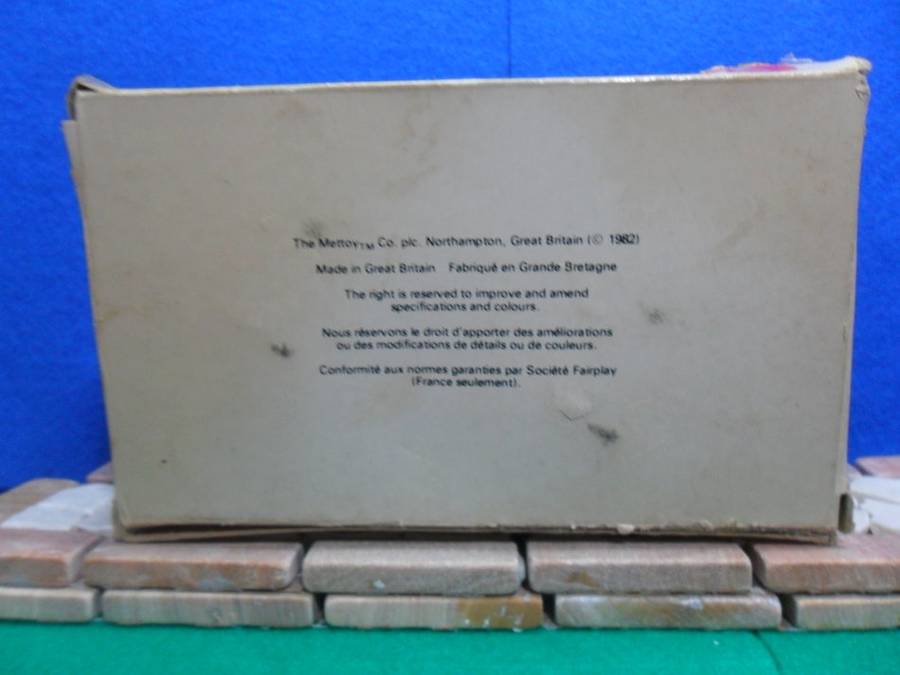 The Mettoy™ Co. plc. Northampton, Great Britain (© 1982)
Made in Great Britain Fabriqué en Grande Bretagne
The right is reserved to improve and amend
specifications and colours.
Nous réservons le droit d'apporter des améliorations
ou des modifications de détails ou de couleurs.
Conformité aux normes garanties par Société Fairplay
(France seulement).